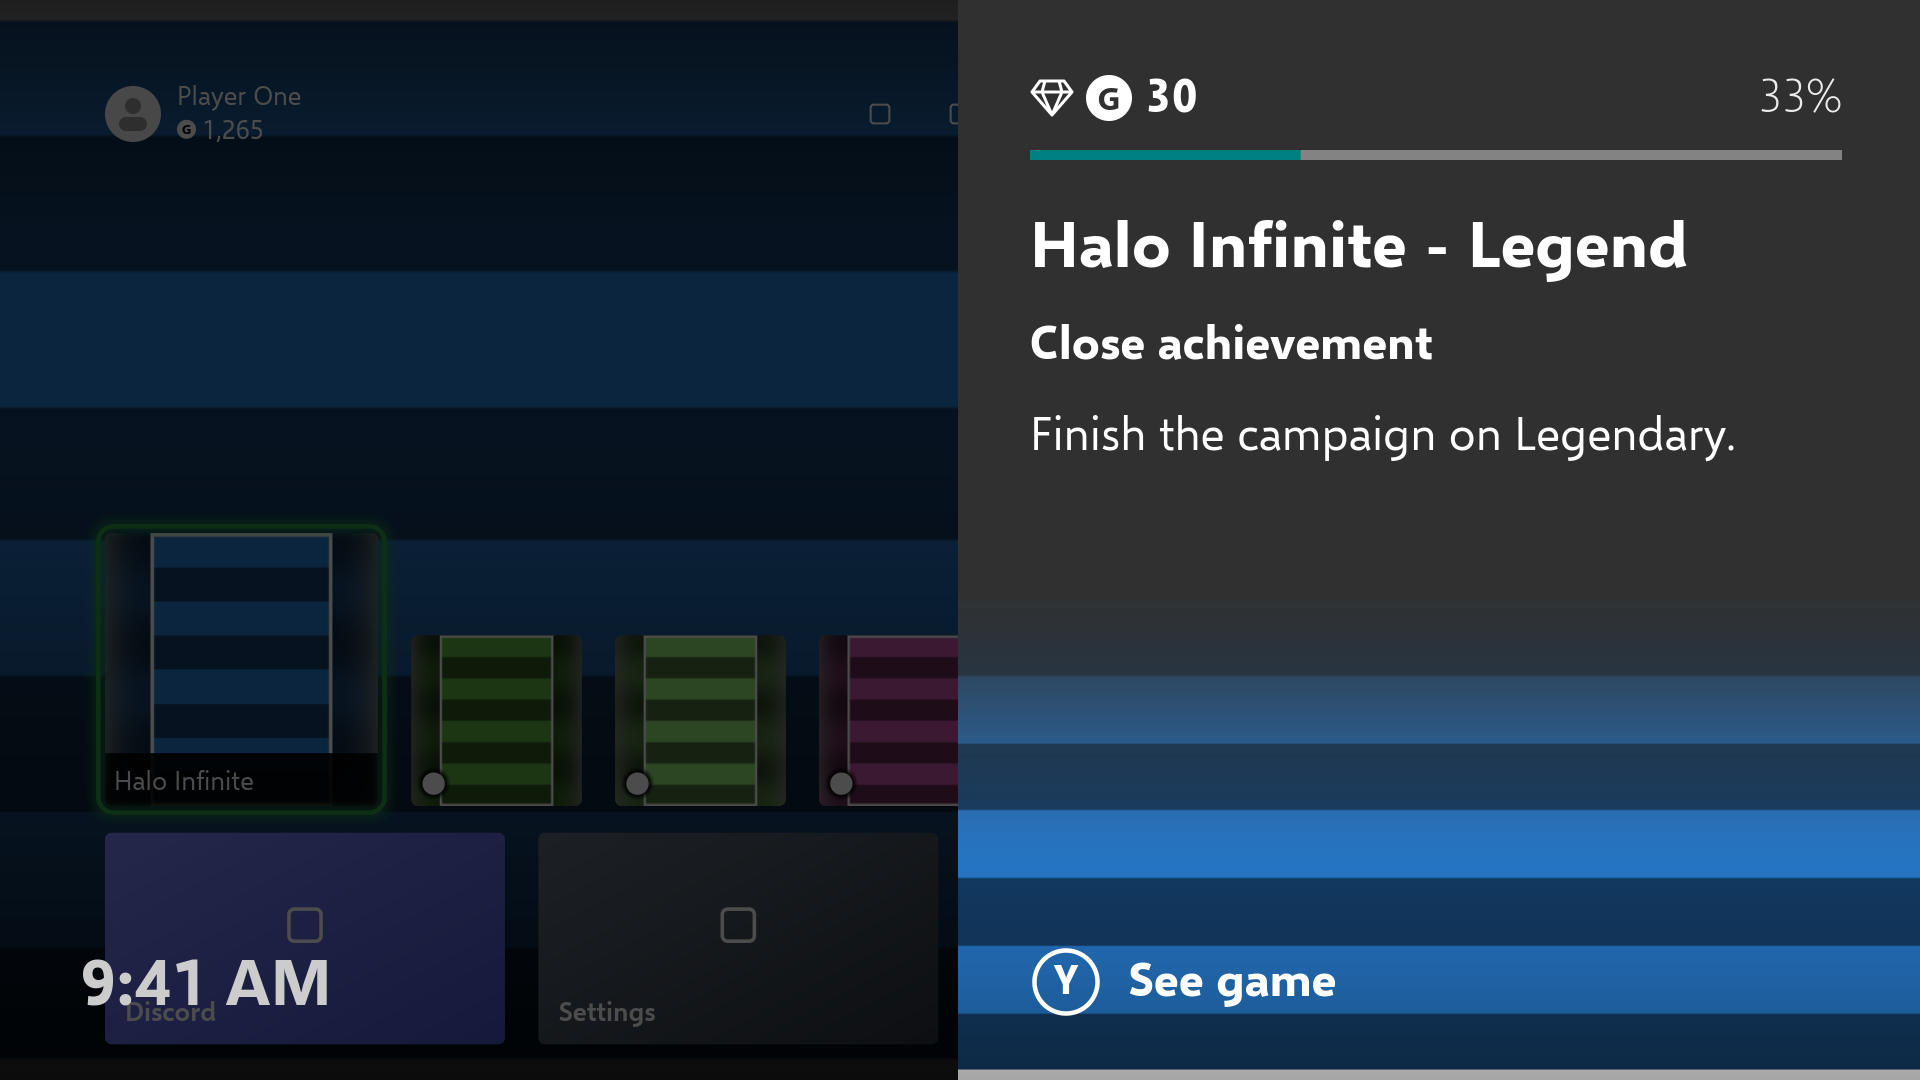 Player One
G 1,265
G 30
33%
Halo Infinite - Legend
Close achievement
Finish the campaign on Legendary.
Halo Infinite
9:41 AM
Discord
Settings
Y See game